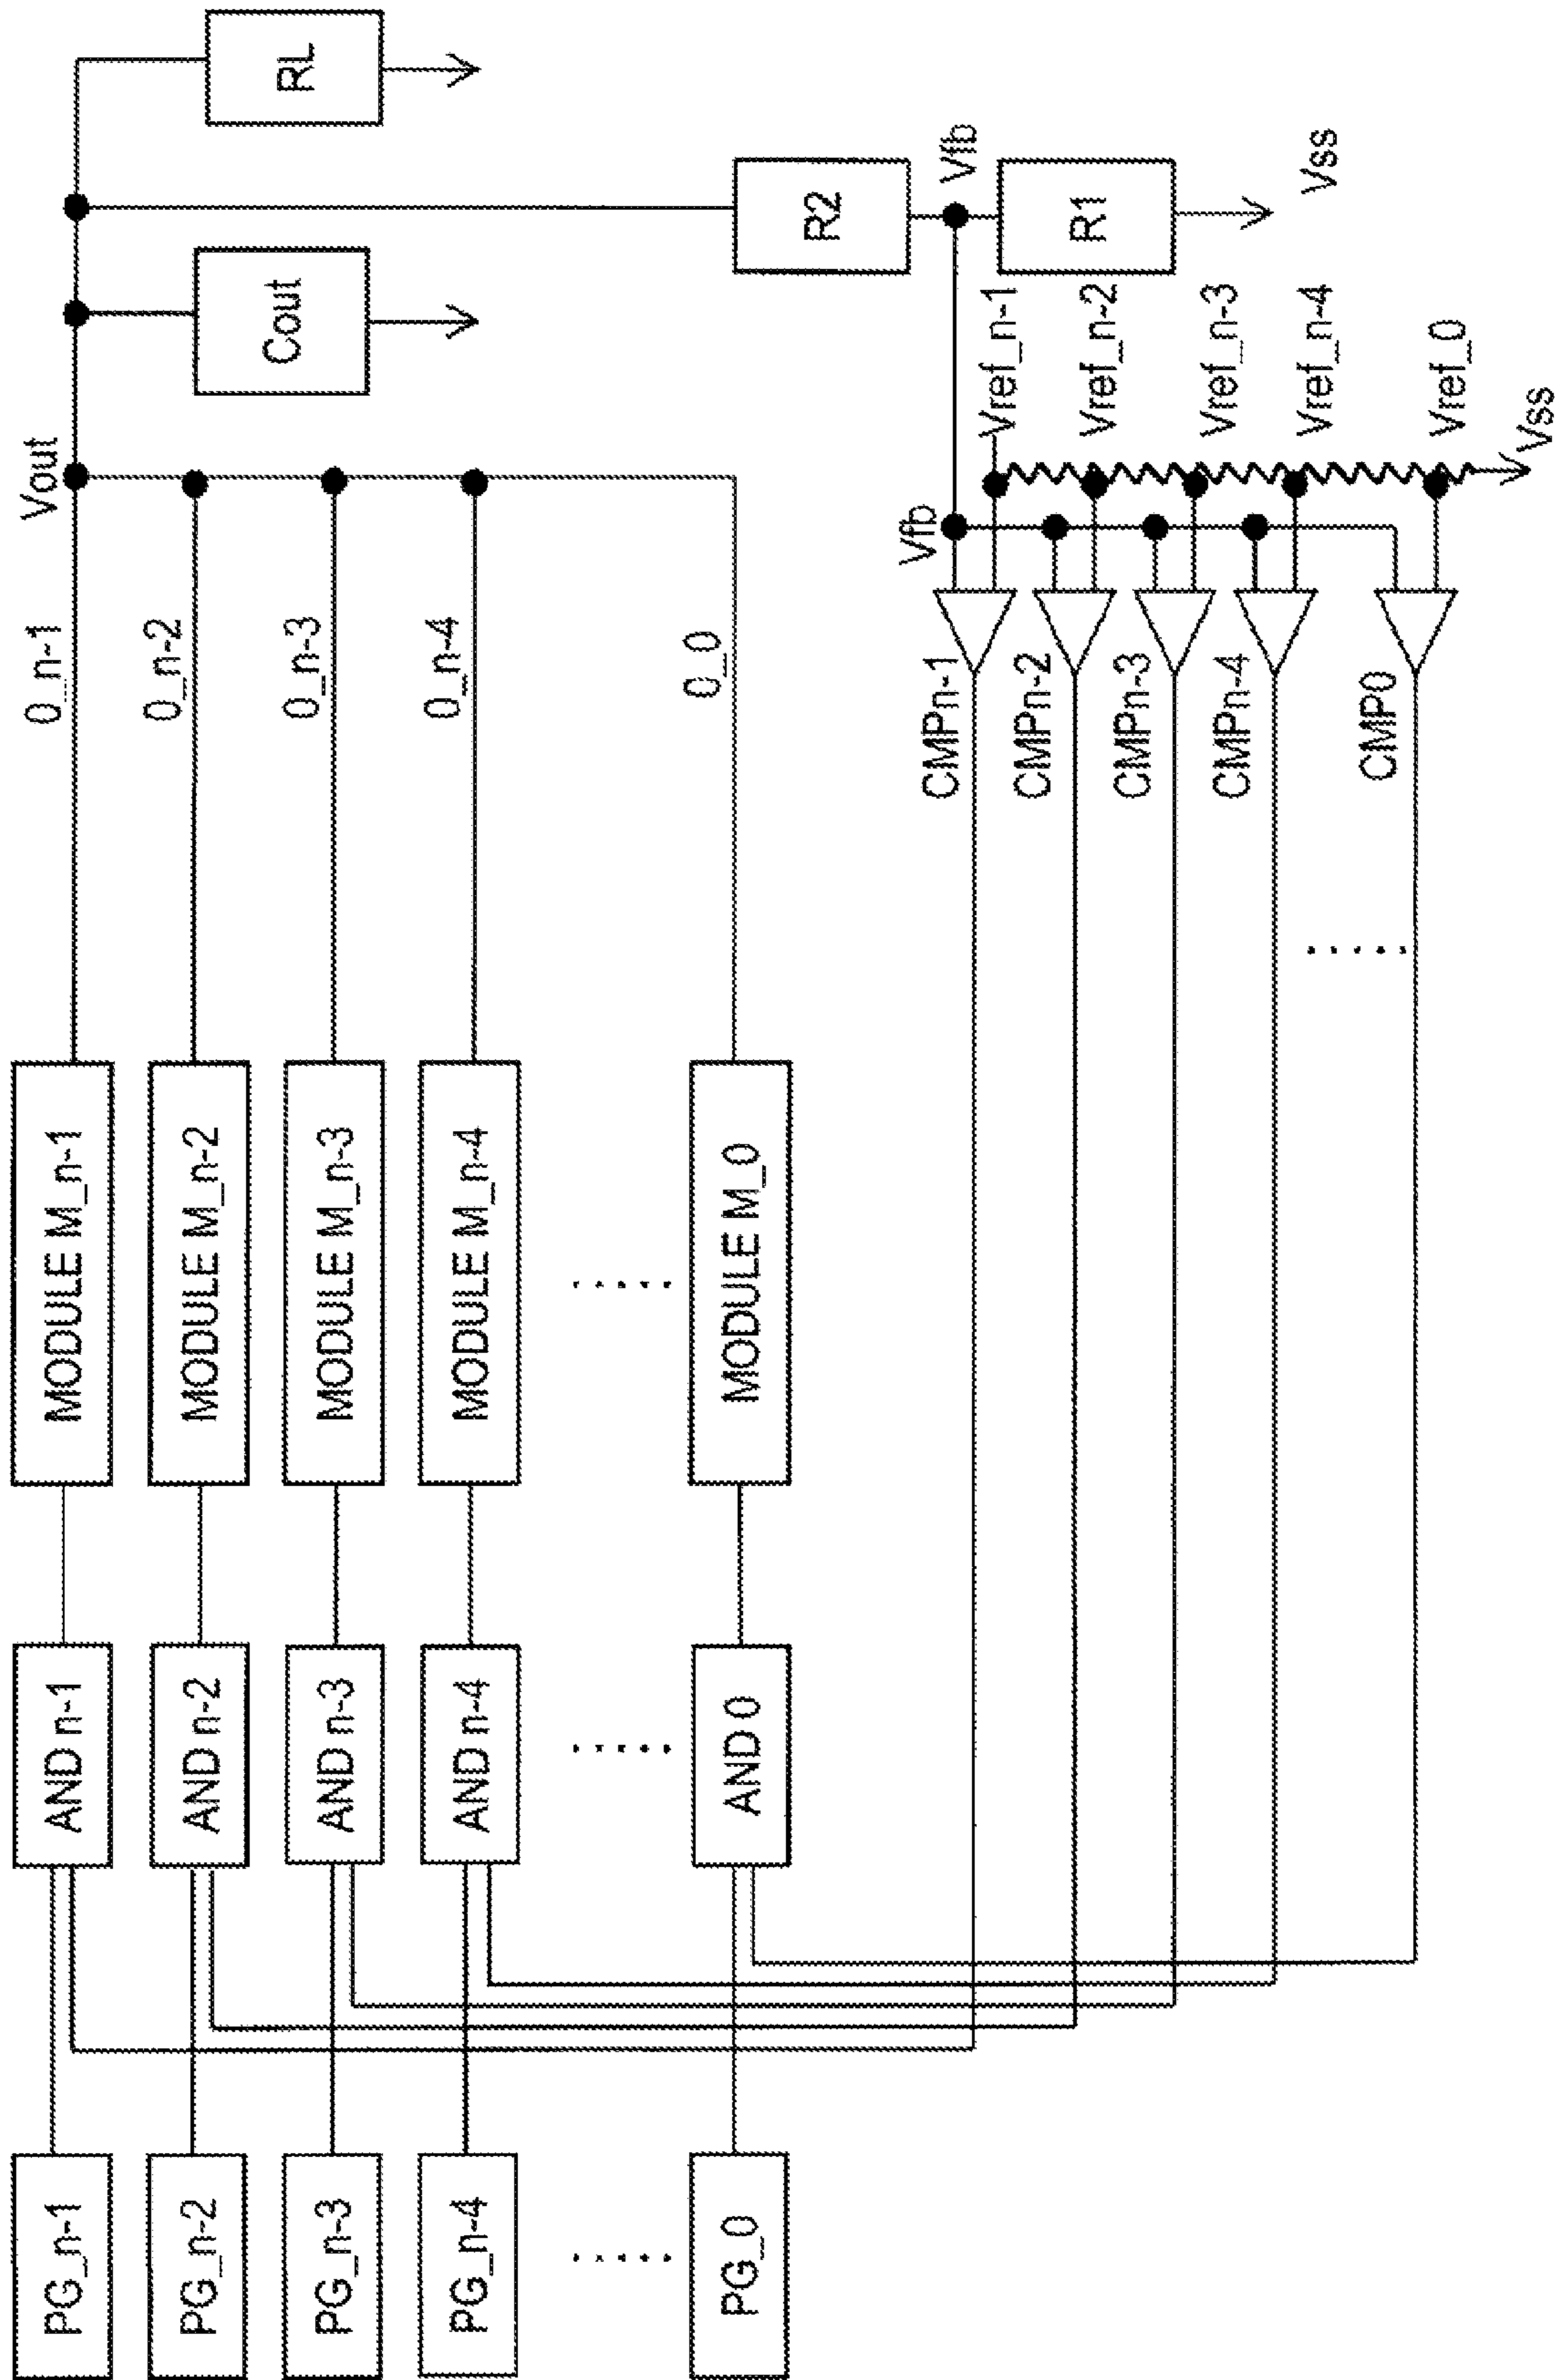 PG_n-1
PG_n-2
PG_n-3
PG_n-4
.....
PG_0
AND n-1
AND n-2
AND n-3
AND n-4
.....
AND 0
MODULE M_n-1
MODULE M_n-2
MODULE M_n-3
MODULE M_n-4
.....
MODULE M_0
0_n-1
0_n-2
0_n-3
0_n-4
0_0
Vout
Cout
RL
R2
Vfb
R1
Vss
Vfb
CMPn-1
CMPn-2
CMPn-3
CMPn-4
.....
CMP0
Vref_n-1
Vref_n-2
Vref_n-3
Vref_n-4
Vref_0
Vss